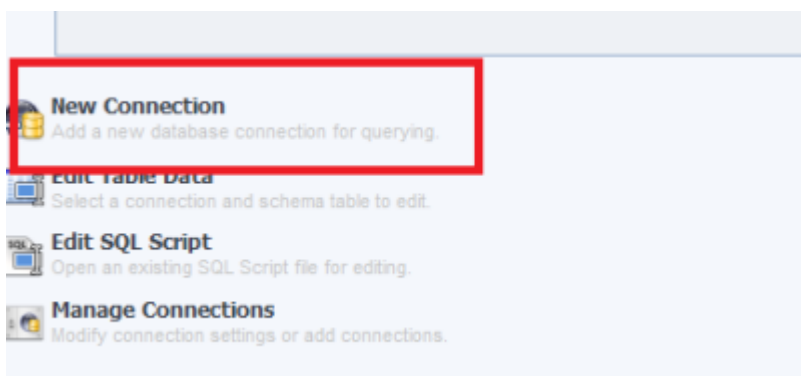 New Connection
Add a new database connection for querying.
Edit Table Data
Select a connection and schema table to edit.
SQL
Edit SQL Script
Open an existing SQL Script file for editing.
Manage Connections
Modify connection settings or add connections.